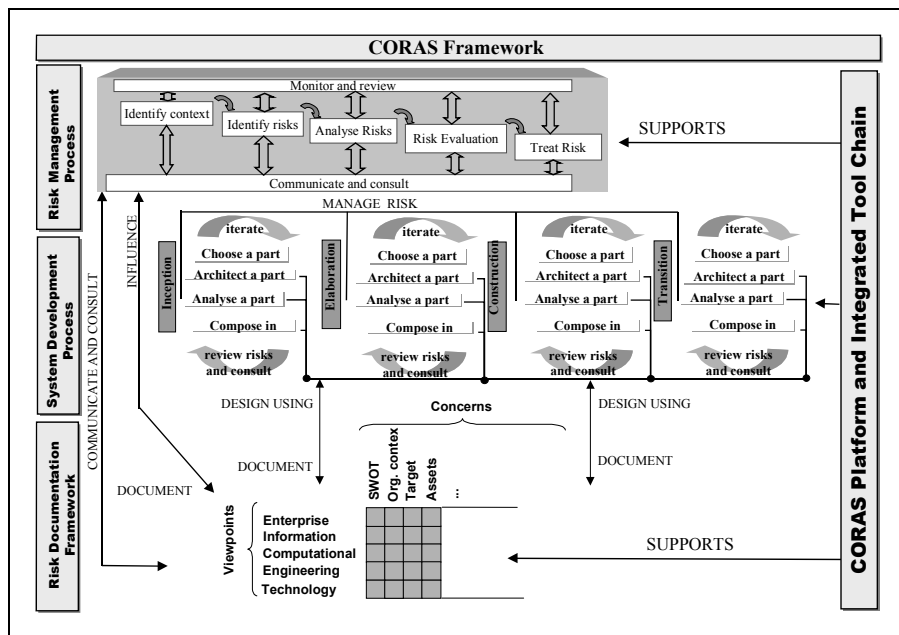 CORAS Framework
Risk Management
Process
Monitor and review
Identify context
Identify risks
Analyse Risks
Risk Evaluation
Treat Risk
Communicate and consult
SUPPORTS
MANAGE RISK
INFLUENCE
COMMUNICATE AND CONSULT
System Development
Process
Inception
iterate
Choose a part
Architect a part
Analyse a part
Compose in
review risks
and consult
Elaboration
iterate
Choose a part
Architect a part
Analyse a part
Compose in
review risks
and consult
Construction
iterate
Choose a part
Architect a part
Analyse a part
Compose in
review risks
and consult
Transition
iterate
Choose a part
Architect a part
Analyse a part
Compose in
review risks
and consult
DESIGN USING
Concerns
DESIGN USING
DOCUMENT
DOCUMENT
DOCUMENT
Risk Documentation
Framework
SWOT
Org. contex
Target
Assets
...
Viewpoints
Enterprise
Information
Computational
Engineering
Technology
SUPPORTS
CORAS Platform and Integrated Tool Chain